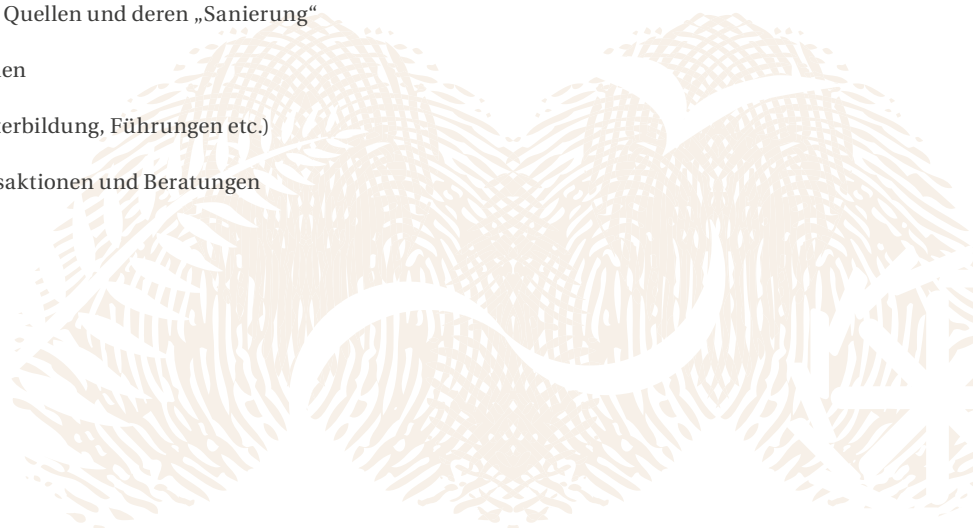 Quellen und deren „Sanierung“
en
erbildung, Führungen etc.)
saktionen und Beratungen